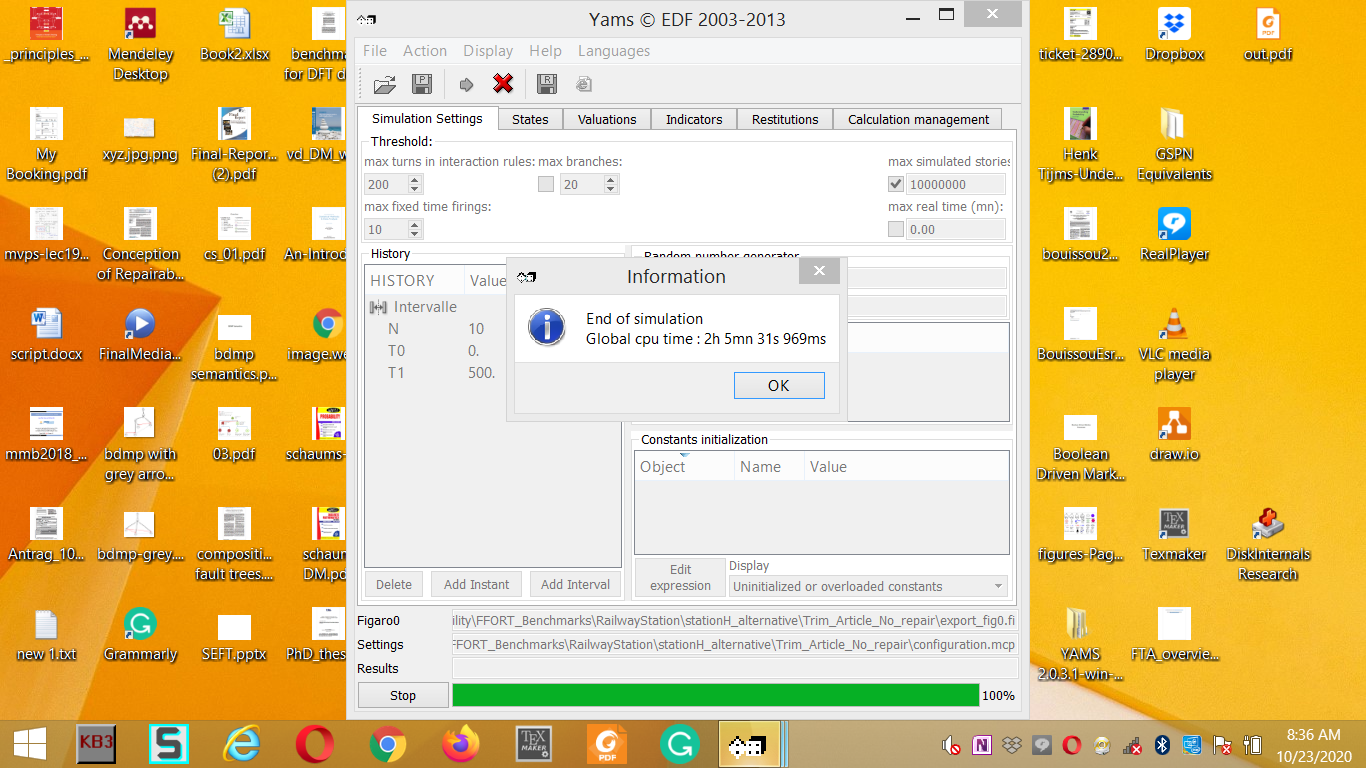 _principles_...
Mendeley
Desktop
Book2.xlsx
benchma
for DFT d
My
Booking.pdf
xyz.jpg.png
Final-Repor...
(2).pdf
vd_DM_w
mvps-lec19...
Conception
of Repairab...
cs_01.pdf
An-Introd
script.docx
FinalMedia...
bdmp
semantics.p...
image.we
mmb2018_...
bdmp with
grey arro...
03.pdf
schaums-
Antrag_10...
bdmp-grey....
compositi...
fault trees....
schaum
DM.pd
new 1.txt
Grammarly
SEFT.pptx
PhD_thes
Yams © EDF 2003-2013
File Action Display Help Languages
Simulation Settings States Valuations Indicators Restitutions Calculation management
Threshold:
max turns in interaction rules: max branches: max simulated stories
200 20 10000000
max fixed time firings: max real time (mn):
10 0.00
History
Random number generator
HISTORY Value
Intervalle
N 10
T0 0.
T1 500.
Information
End of simulation
Global cpu time : 2h 5mn 31s 969ms
OK
Constants initialization
Object Name Value
Delete Add Instant Add Interval
Edit
expression
Display
Uninitialized or overloaded constants
Figaro0 ility\FFORT_Benchmarks\RailwayStation\stationH_alternative\Trim_Article_No_repair\export_fig0.fi
Settings FFORT_Benchmarks\RailwayStation\stationH_alternative\Trim_Article_No_repair\configuration.mcp
Results
Stop 100%
ticket-2890...
Dropbox
out.pdf
Henk
Tijms-Unde...
GSPN
Equivalents
bouissou2...
RealPlayer
BouissouEsr...
VLC media
player
Boolean
Driven Mark...
draw.io
figures-Pag...
Texmaker
DiskInternals
Research
YAMS
2.0.3.1-win-...
FTA_overvie...
KB3
TEX
MAKER
PDF
8:36 AM
10/23/2020